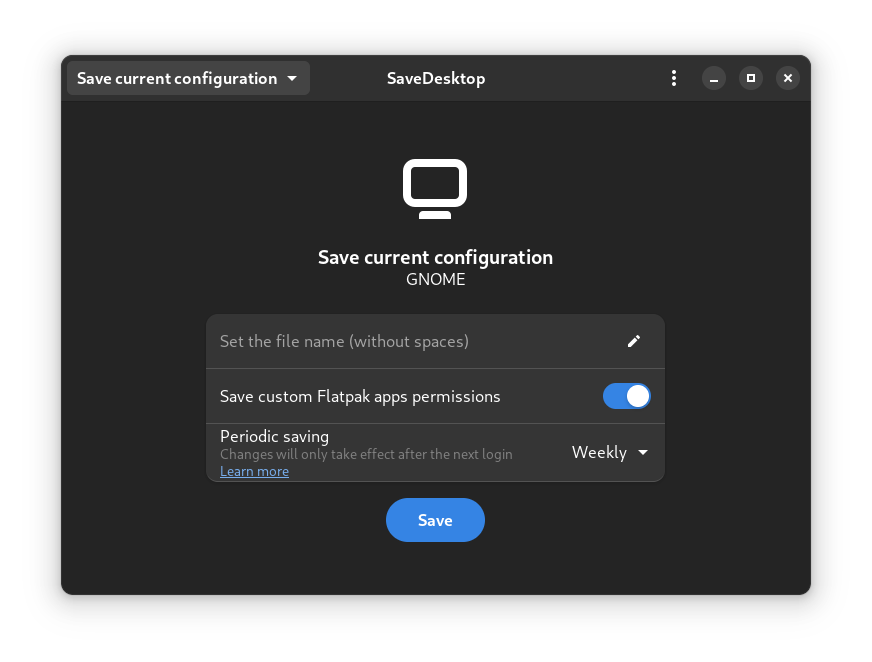 Save current configuration
SaveDesktop
Save current configuration
GNOME
Set the file name (without spaces)
Save custom Flatpak apps permissions
Periodic saving
Changes will only take effect after the next login
Learn more
Weekly
Save